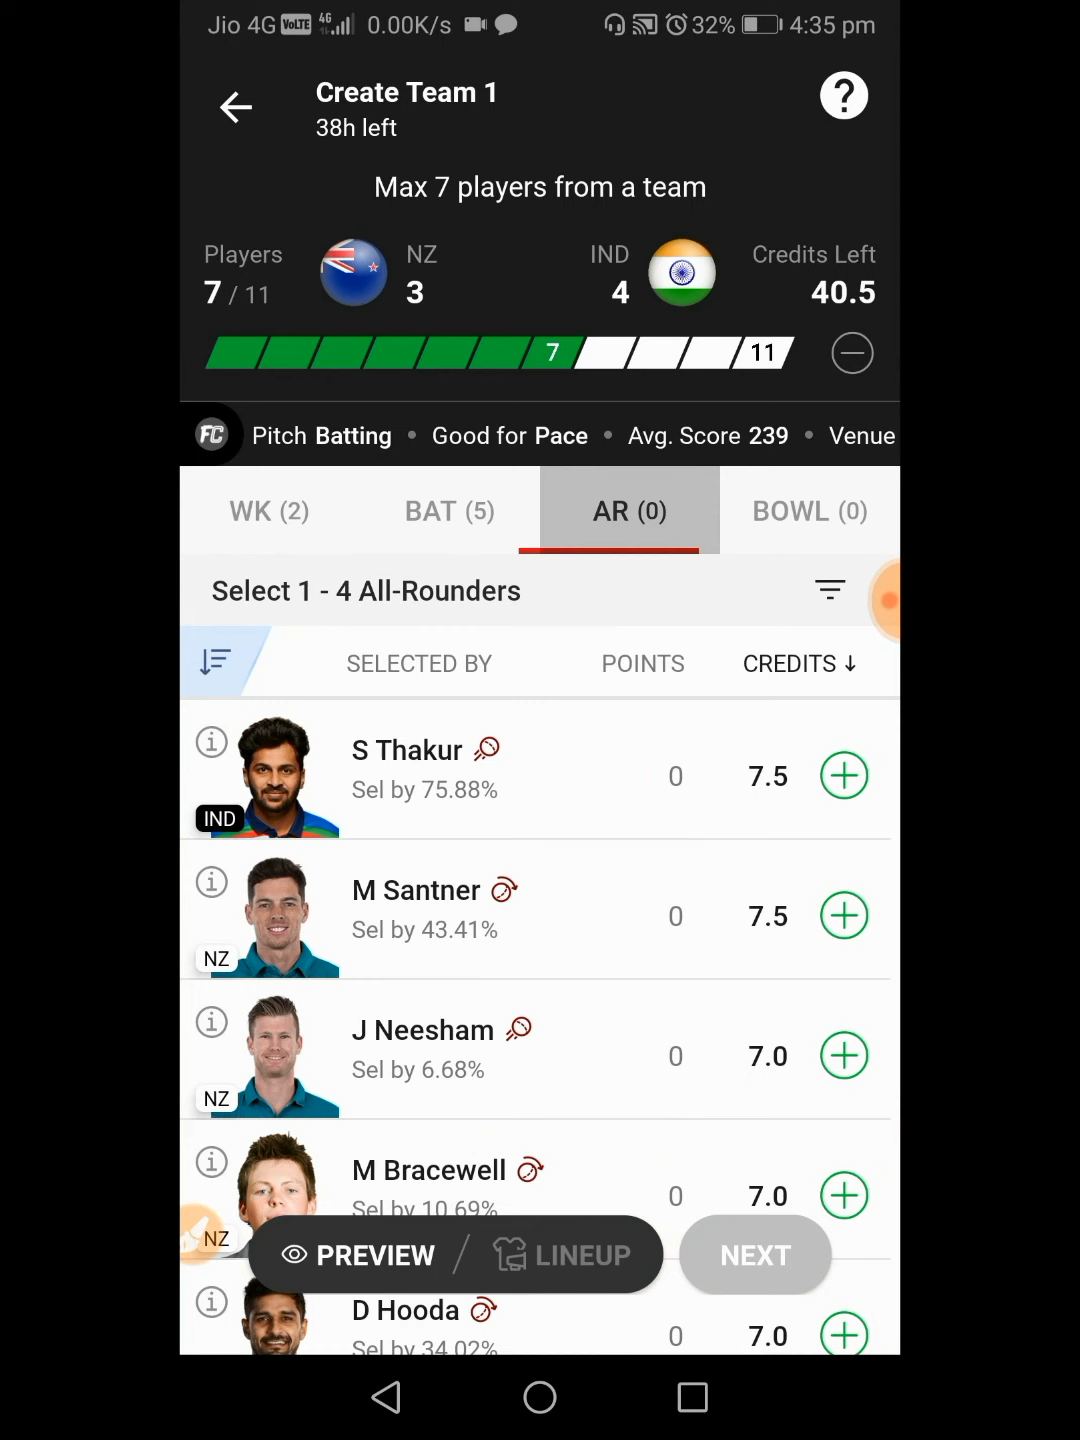 Jio 4G VoLTE 4G 0.00K/s 32% 4:35 pm
Create Team 1
38h left
Max 7 players from a team
Players NZ IND Credits Left
7 / 11 3 4 40.5
7 11
FC Pitch Batting • Good for Pace • Avg. Score 239 • Venue
WK (2) BAT (5) AR (0) BOWL (0)
Select 1 - 4 All-Rounders
SELECTED BY POINTS CREDITS ↓
S Thakur
Sel by 75.88% 0 7.5
IND
M Santner
Sel by 43.41% 0 7.5
NZ
J Neesham
Sel by 6.68% 0 7.0
NZ
M Bracewell
Sel by 10.69% 0 7.0
NZ
PREVIEW / LINEUP NEXT
D Hooda
Sel by 34.02% 0 7.0